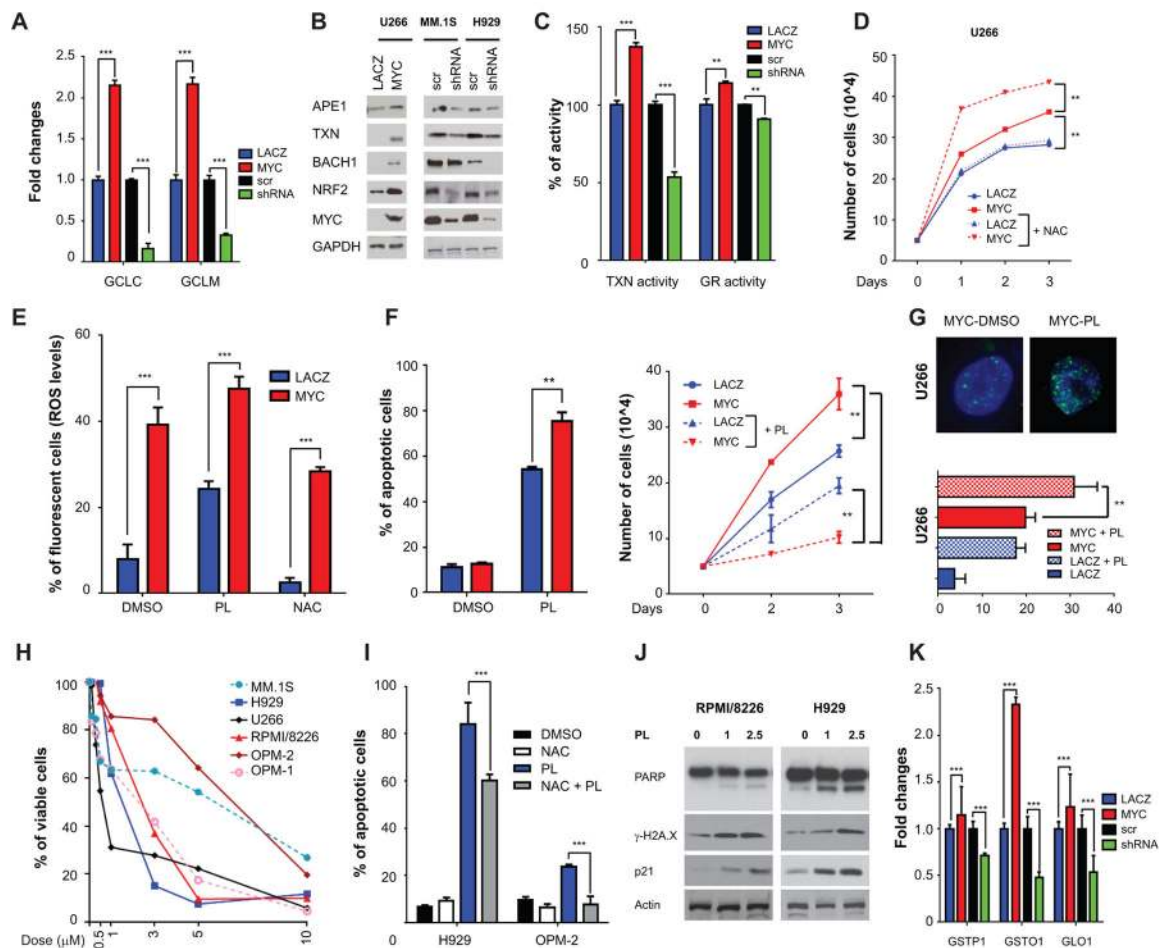 A
Fold changes
2.5
2.0
1.5
1.0
0.5
0
***
***
***
***
LACZ
MYC
scr
shRNA
GCLC
GCLM
B
U266
MM.1S
H929
LACZ
MYC
scr
shRNA
scr
shRNA
APE1
TXN
BACH1
NRF2
MYC
GAPDH
C
% of activity
150
100
50
0
***
***
**
**
LACZ
MYC
scr
shRNA
TXN activity
GR activity
D
U266
Number of cells (10^4)
50
40
30
20
10
0
**
**
LACZ
MYC
LACZ
MYC
+ NAC
Days
0
1
2
3
E
% of fluorescent cells (ROS levels)
60
40
20
0
***
***
***
LACZ
MYC
DMSO
PL
NAC
F
% of apoptotic cells
100
80
60
40
20
0
**
DMSO
PL
Number of cells (10^4)
40
30
20
10
0
LACZ
MYC
LACZ
MYC
+ PL
**
**
Days
0
2
3
G
MYC-DMSO
MYC-PL
U266
U266
**
MYC + PL
MYC
LACZ + PL
LACZ
0
10
20
30
40
H
% of viable cells
100
80
60
40
20
0
MM.1S
H929
U266
RPMI/8226
OPM-2
OPM-1
Dose (μM)
0.5
1
3
5
10
I
% of apoptotic cells
100
80
60
40
20
0
***
***
DMSO
NAC
PL
NAC + PL
H929
OPM-2
J
RPMI/8226
H929
PL
0
1
2.5
0
1
2.5
PARP
γ-H2A.X
p21
Actin
K
Fold changes
2.5
2.0
1.5
1.0
0.5
0
***
***
***
***
***
***
LACZ
MYC
scr
shRNA
GSTP1
GSTO1
GLO1